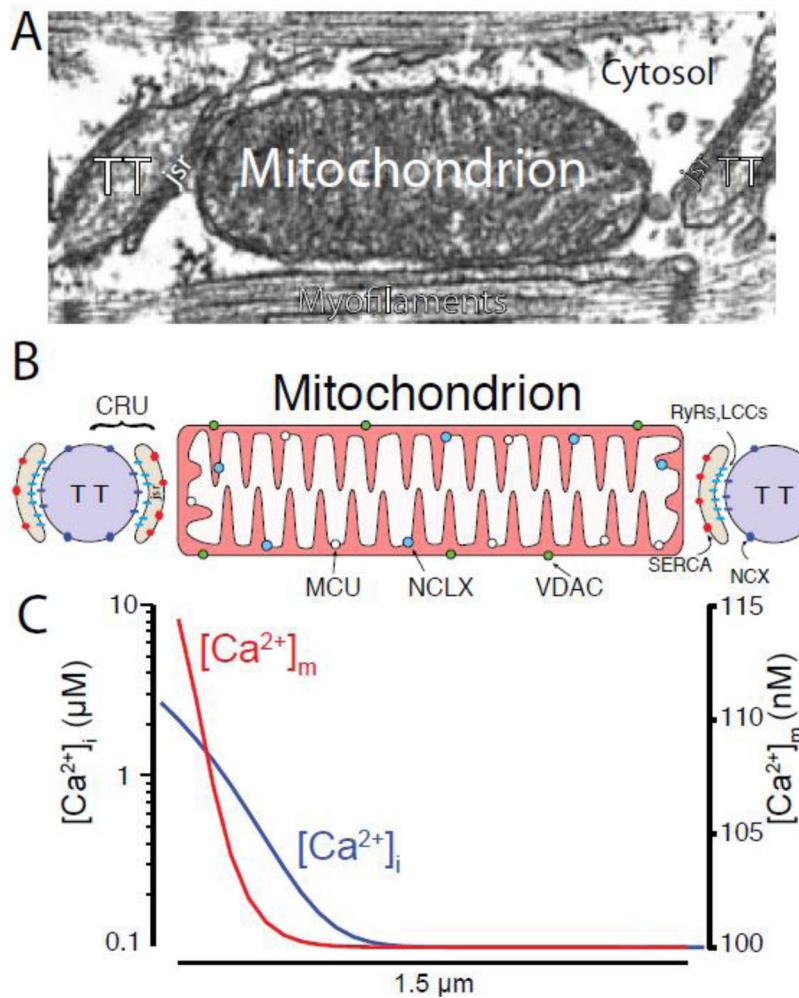 A
Cytosol
TT
jsr
Mitochondrion
jsr
TT
Myofilaments
B
Mitochondrion
CRU
RyRs,LCCs
TT
jsr
TT
SERCA
NCX
MCU
NCLX
VDAC
C
10
115
[Ca²⁺]ₘ
[Ca²⁺]ᵢ (µM)
110
[Ca²⁺]ₘ (nM)
1
105
[Ca²⁺]ᵢ
0.1
100
1.5 µm